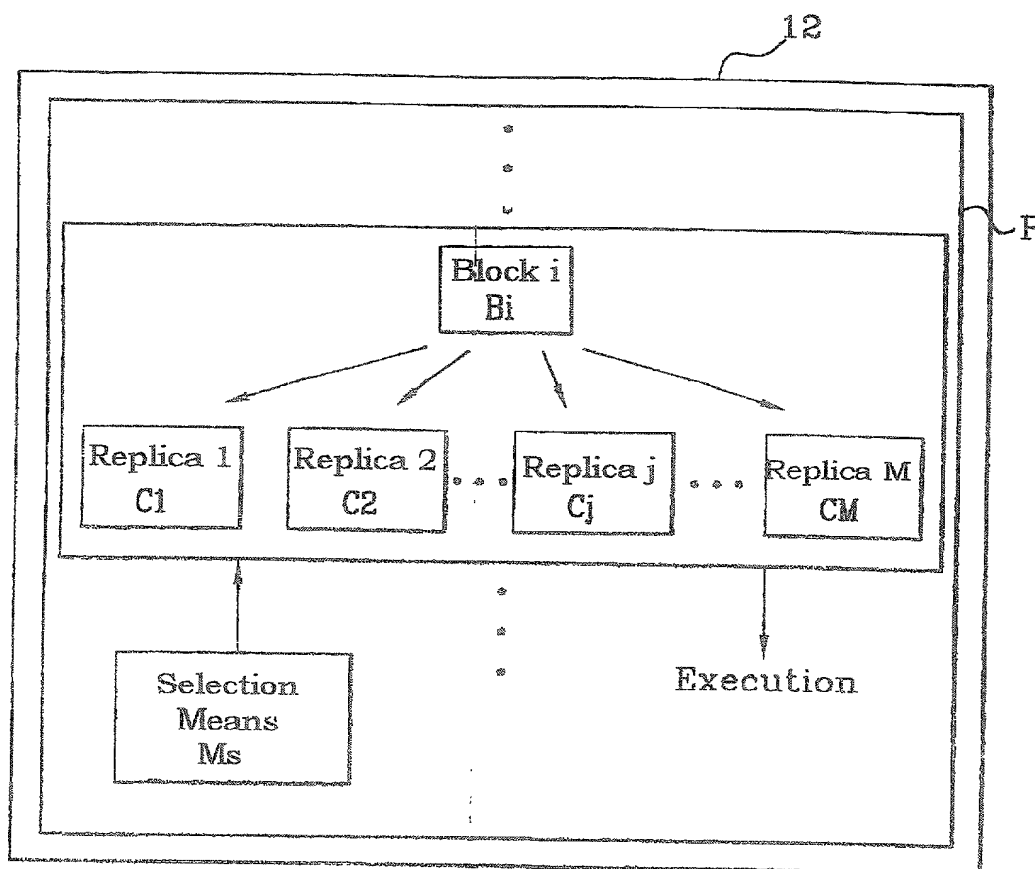 12
P
Block i
Bi
Replica 1
C1
Replica 2
C2
Replica j
Cj
Replica M
CM
Selection
Means
Ms
Execution